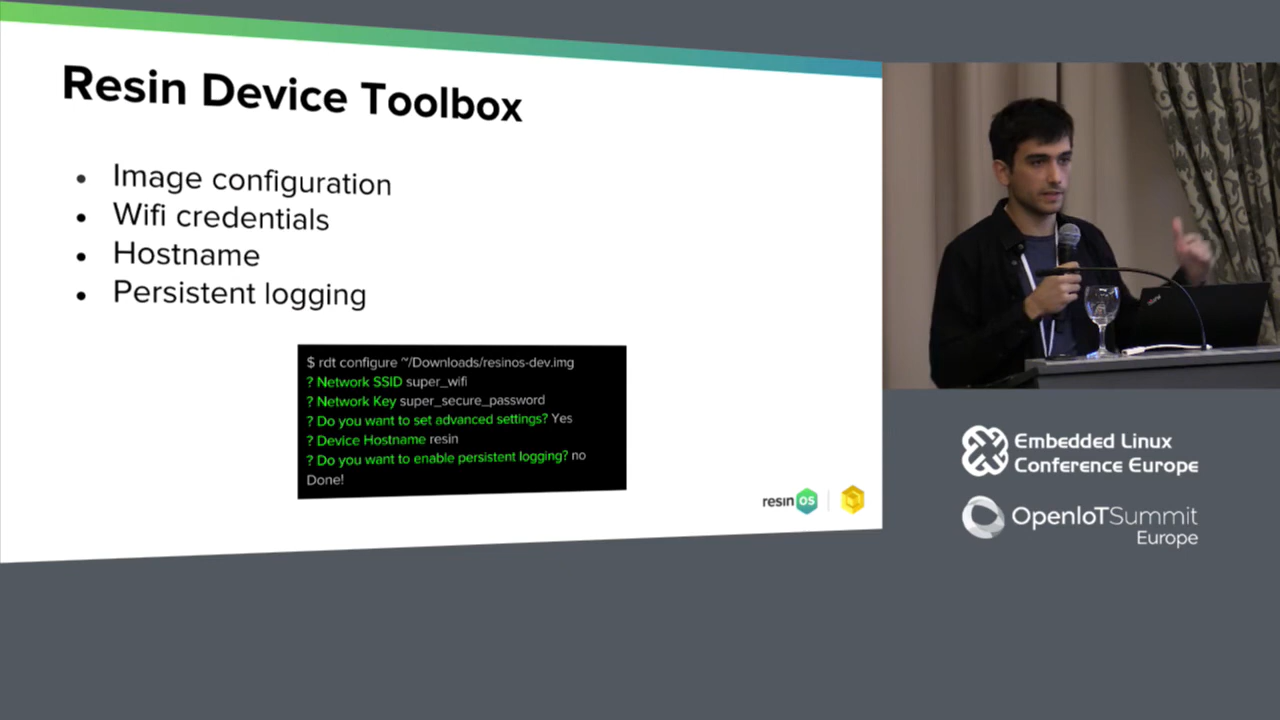 Resin Device Toolbox
Image configuration
Wifi credentials
Hostname
Persistent logging
$ rdt configure ~/Downloads/resinos-dev.img
? Network SSID super_wifi
? Network Key super_secure_password
? Do you want to set advanced settings? Yes
? Device Hostname resin
? Do you want to enable persistent logging? no
Done!
resin OS
Embedded Linux
Conference Europe
OpenIoTSummit
Europe